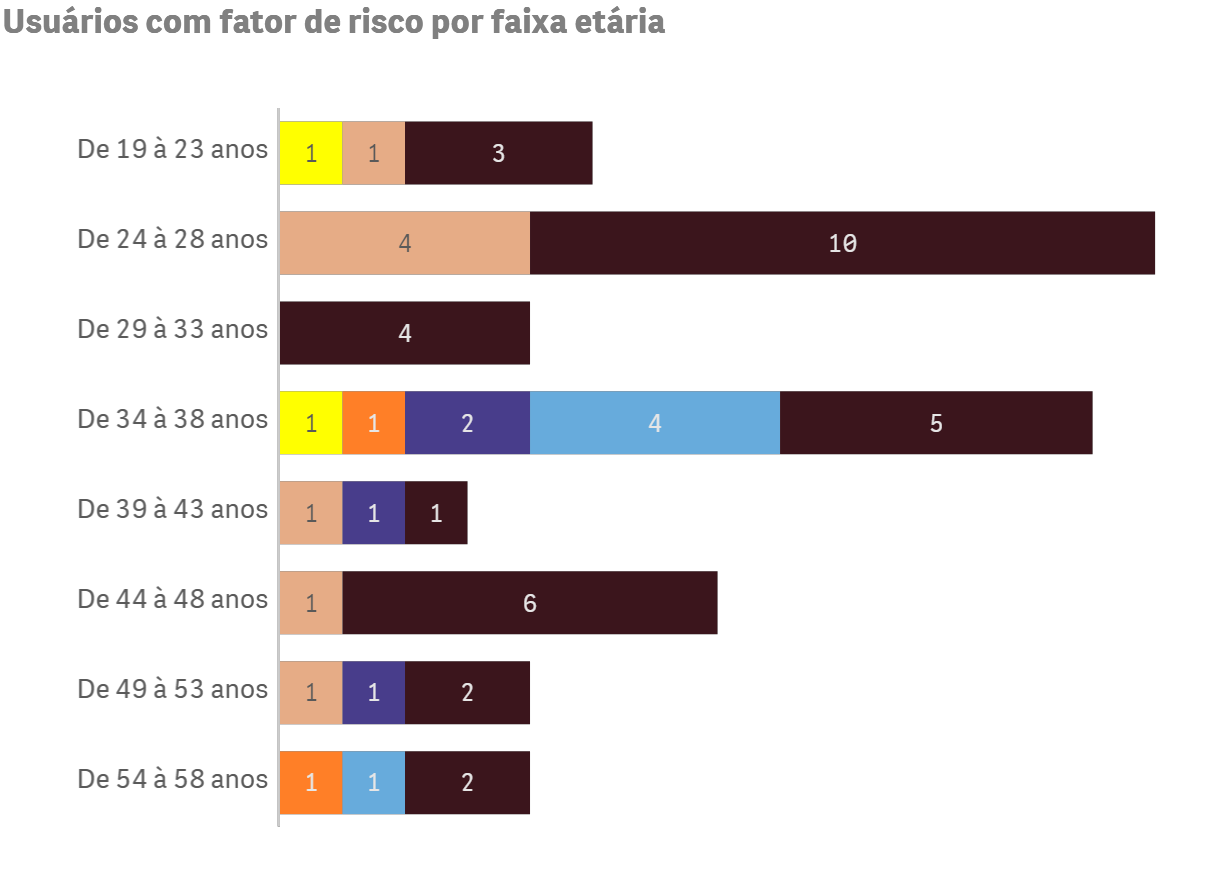 Usuários com fator de risco por faixa etária
De 19 à 23 anos 1 1 3
De 24 à 28 anos 4 10
De 29 à 33 anos 4
De 34 à 38 anos 1 1 2 4 5
De 39 à 43 anos 1 1 1
De 44 à 48 anos 1 6
De 49 à 53 anos 1 1 2
De 54 à 58 anos 1 1 2